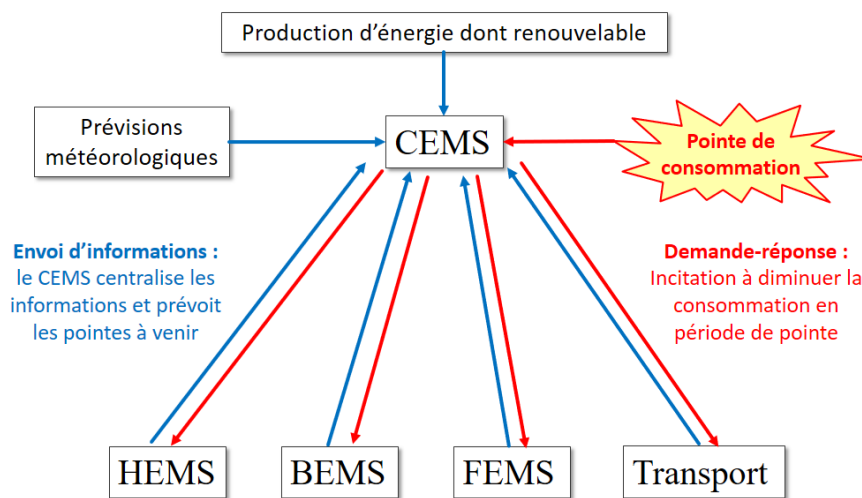 Production d’énergie dont renouvelable
Prévisions
météorologiques
CEMS
Pointe de
consommation
Envoi d’informations :
le CEMS centralise les
informations et prévoit
les pointes à venir
Demande-réponse :
Incitation à diminuer la
consommation en
période de pointe
HEMS
BEMS
FEMS
Transport